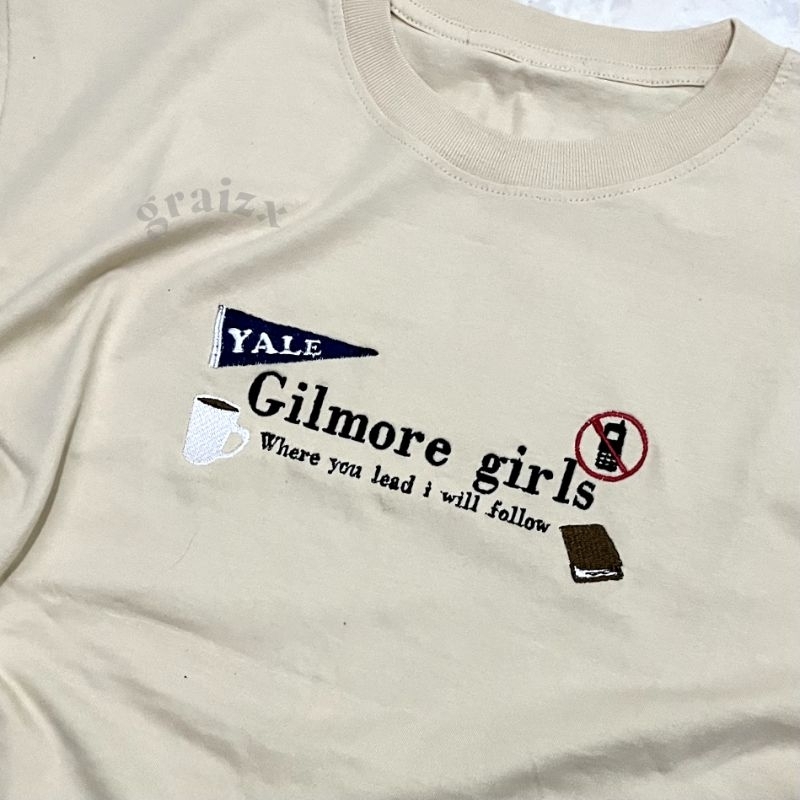 graizx
YALE
Gilmore girls
Where you lead i will follow